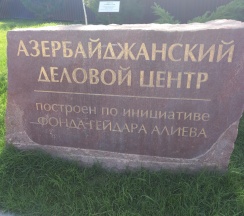 АЗЕРБАЙДЖАНСКИЙ
ДЕЛОВОЙ ЦЕНТР
построен по инициативе
ФОНДА ГЕЙДАРА АЛИЕВА